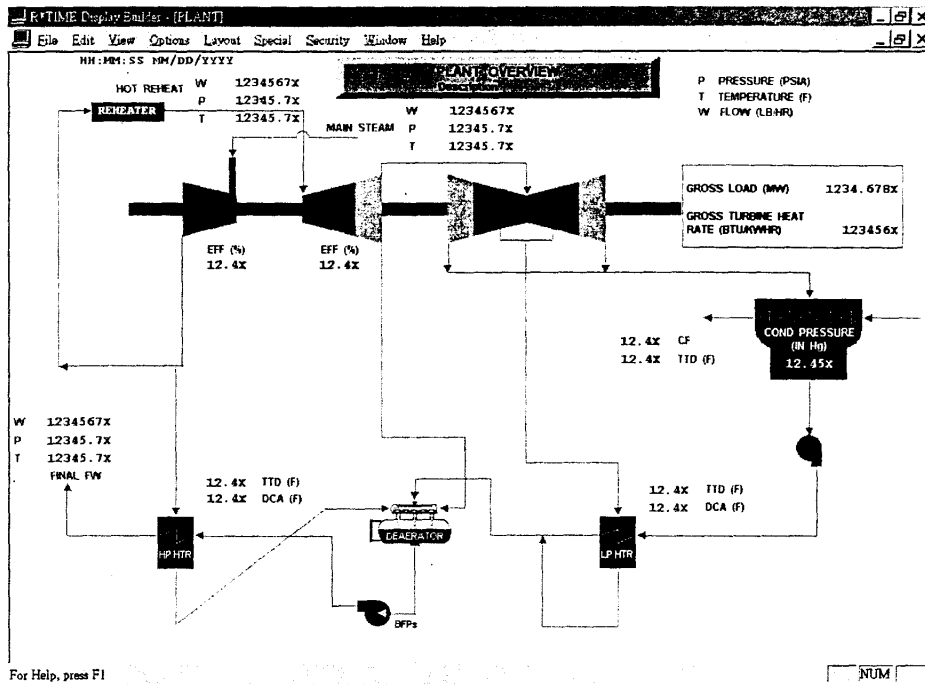 R*TIME Display Builder - [PLANT]
File Edit View Options Layout Special Security Window Help
HH:MM:SS MM/DD/YYYY
PLANT OVERVIEW
Description
HOT REHEAT
W 1234567X
P 12345.7X
T 12345.7X
REHEATER
MAIN STEAM
W 1234567X
P 12345.7X
T 12345.7X
P PRESSURE (PSIA)
T TEMPERATURE (F)
W FLOW (LB/HR)
GROSS LOAD (MW) 1234.678X
GROSS TURBINE HEAT
RATE (BTU/KWHR) 123456X
EFF (%)
12.4X
EFF (%)
12.4X
12.4X CF
12.4X TTD (F)
COND PRESSURE
(IN Hg)
12.45X
W 1234567X
P 12345.7X
T 12345.7X
FINAL FW
12.4X TTD (F)
12.4X DCA (F)
12.4X TTD (F)
12.4X DCA (F)
HP HTR
DEAERATOR
LP HTR
BFPs
For Help, press F1
NUM